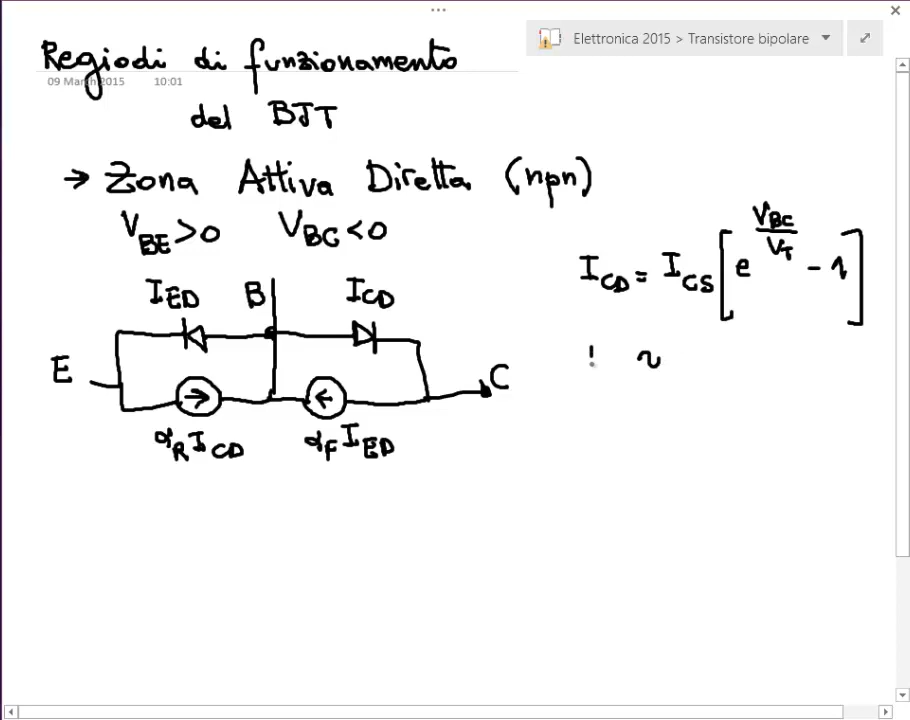 Elettronica 2015 > Transistore bipolare
Regiodi di funzionamento
09 March 2015 10:01
del BJT
→ Zona Attiva Diretta (npn)
V_BE>0 V_BC<0
I_CD = I_CS [e^(V_BC/V_T) - 1]
I_ED B I_CD
E C
α_R I_CD α_F I_ED